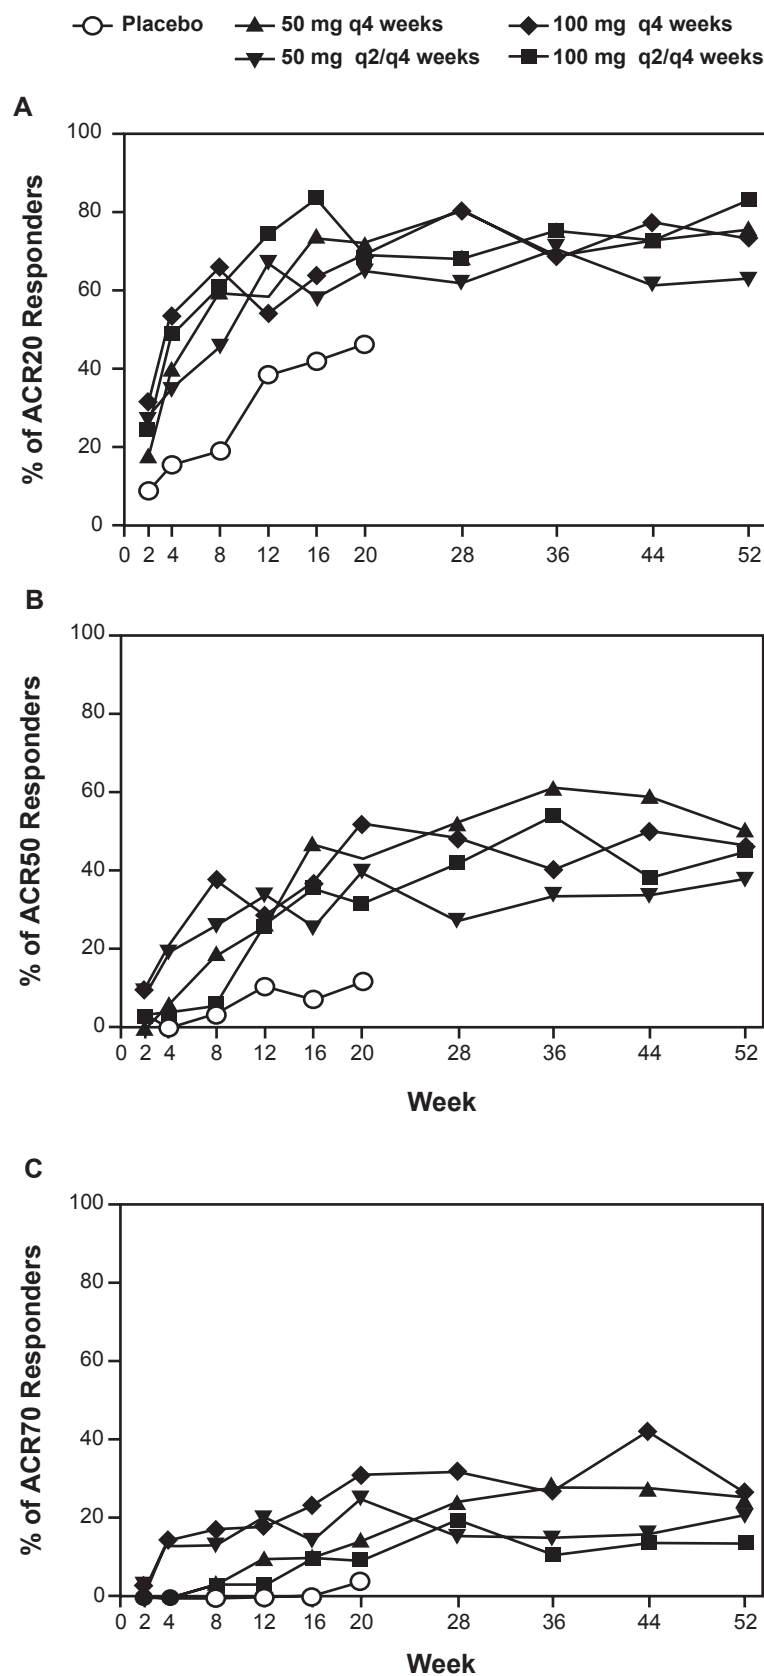 Placebo 50 mg q4 weeks 100 mg q4 weeks
50 mg q2/q4 weeks 100 mg q2/q4 weeks
A
% of ACR20 Responders
100
80
60
40
20
0
0 2 4 8 12 16 20 28 36 44 52
B
% of ACR50 Responders
100
80
60
40
20
0
0 2 4 8 12 16 20 28 36 44 52
Week
C
% of ACR70 Responders
100
80
60
40
20
0
0 2 4 8 12 16 20 28 36 44 52
Week